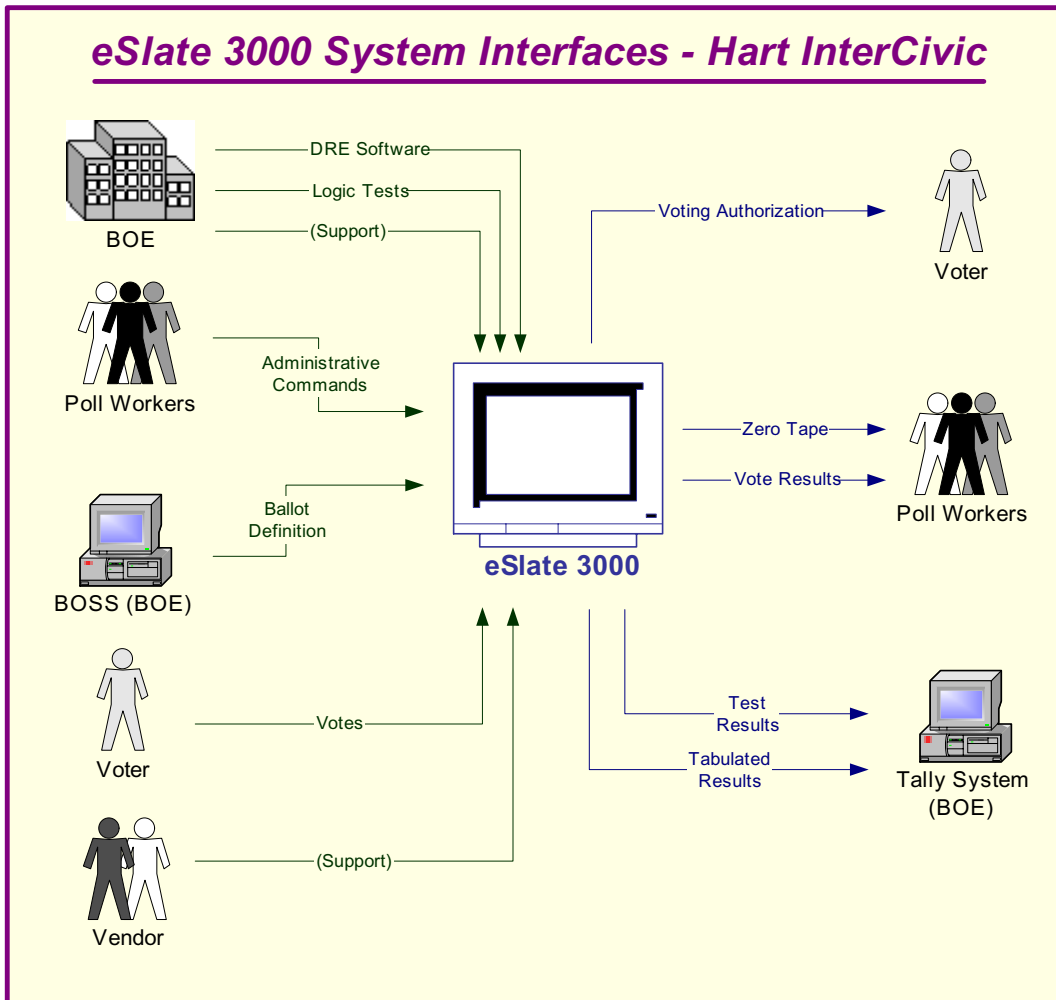 eSlate 3000 System Interfaces - Hart InterCivic
DRE Software
Logic Tests
(Support)
BOE
Voting Authorization
Voter
Administrative
Commands
Poll Workers
Zero Tape
Vote Results
Poll Workers
Ballot
Definition
BOSS (BOE)
eSlate 3000
Votes
Voter
Test
Results
Tabulated
Results
Tally System
(BOE)
(Support)
Vendor